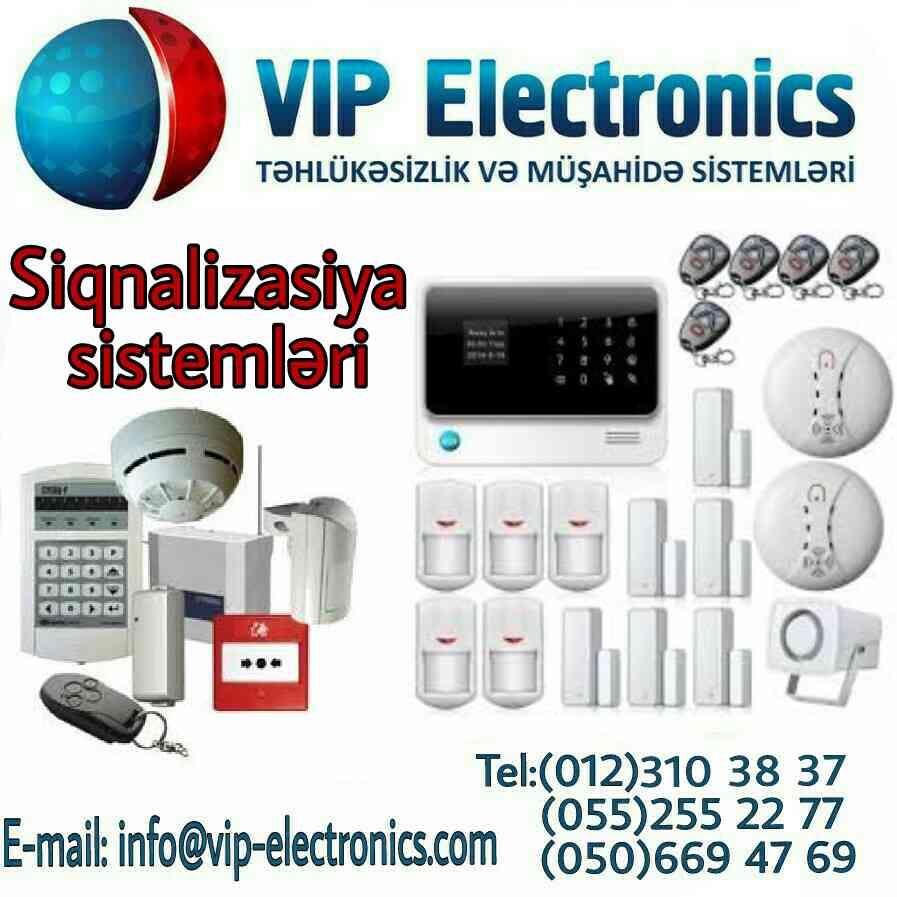 VIP Electronics
TƏHLÜKƏSİZLİK VƏ MÜŞAHİDƏ SİSTEMLƏRİ
Siqnalizasiya
sistemləri
Tel:(012)310 38 37
(055)255 22 77
(050)669 47 69
E-mail: info@vip-electronics.com